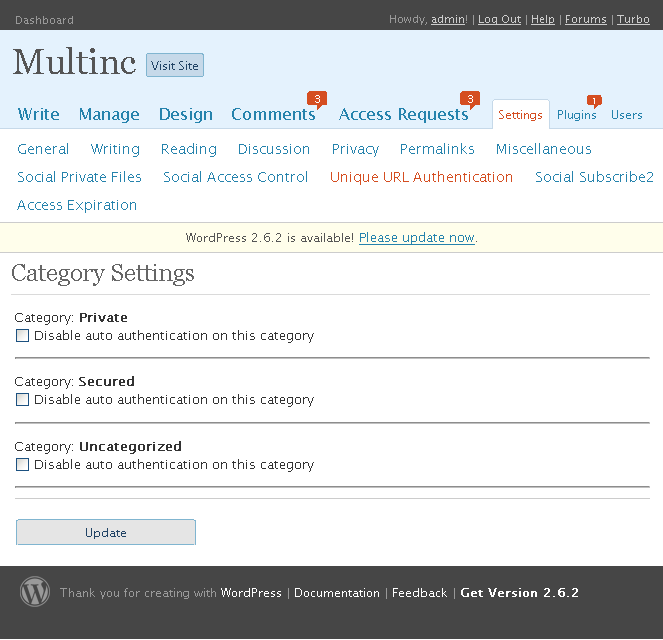 Dashboard Howdy, admin! | Log Out | Help | Forums | Turbo
Multinc Visit Site
3 3 1
Write Manage Design Comments Access Requests Settings Plugins Users
General Writing Reading Discussion Privacy Permalinks Miscellaneous
Social Private Files Social Access Control Unique URL Authentication Social Subscribe2
Access Expiration
WordPress 2.6.2 is available! Please update now.
Category Settings
Category: Private
Disable auto authentication on this category
Category: Secured
Disable auto authentication on this category
Category: Uncategorized
Disable auto authentication on this category
Update
Thank you for creating with WordPress | Documentation | Feedback | Get Version 2.6.2